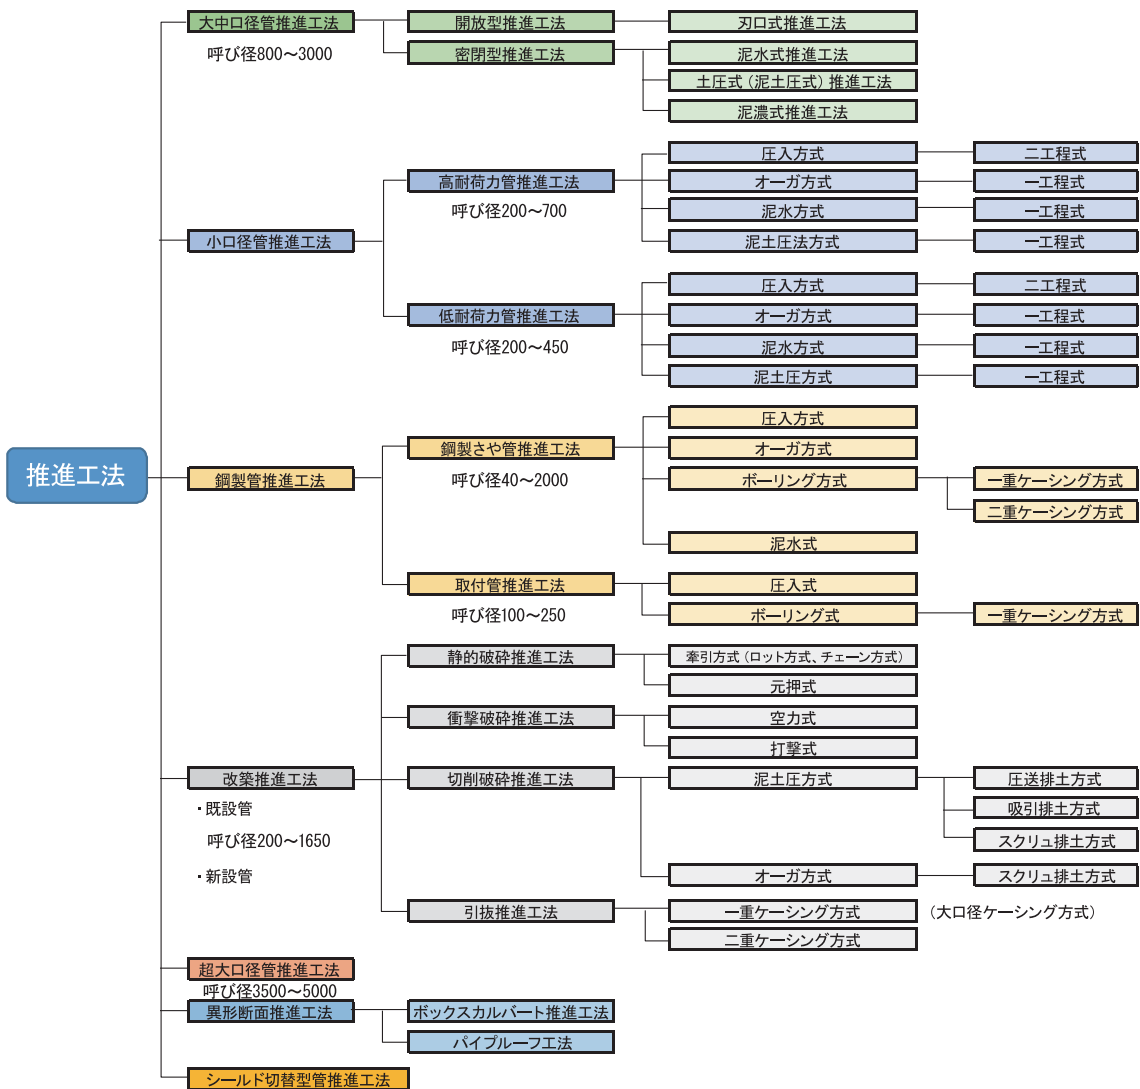 推進工法
大中口径管推進工法
呼び径800～3000
開放型推進工法
刃口式推進工法
密閉型推進工法
泥水式推進工法
土圧式（泥土圧式）推進工法
泥濃式推進工法
小口径管推進工法
高耐荷力管推進工法
呼び径200～700
圧入方式
二工程式
オーガ方式
一工程式
泥水方式
一工程式
泥土圧法方式
一工程式
低耐荷力管推進工法
呼び径200～450
圧入方式
二工程式
オーガ方式
一工程式
泥水方式
一工程式
泥土圧方式
一工程式
鋼製管推進工法
鋼製さや管推進工法
呼び径40～2000
圧入方式
オーガ方式
ボーリング方式
一重ケーシング方式
二重ケーシング方式
泥水式
取付管推進工法
呼び径100～250
圧入式
ボーリング式
一重ケーシング方式
改築推進工法
・既設管
呼び径200～1650
・新設管
静的破砕推進工法
牽引方式（ロット方式、チェーン方式）
元押式
衝撃破砕推進工法
空力式
打撃式
切削破砕推進工法
泥土圧方式
圧送排土方式
吸引排土方式
スクリュ排土方式
オーガ方式
スクリュ排土方式
引抜推進工法
一重ケーシング方式
（大口径ケーシング方式）
二重ケーシング方式
超大口径管推進工法
呼び径3500～5000
異形断面推進工法
ボックスカルバート推進工法
パイプルーフ工法
シールド切替型管推進工法